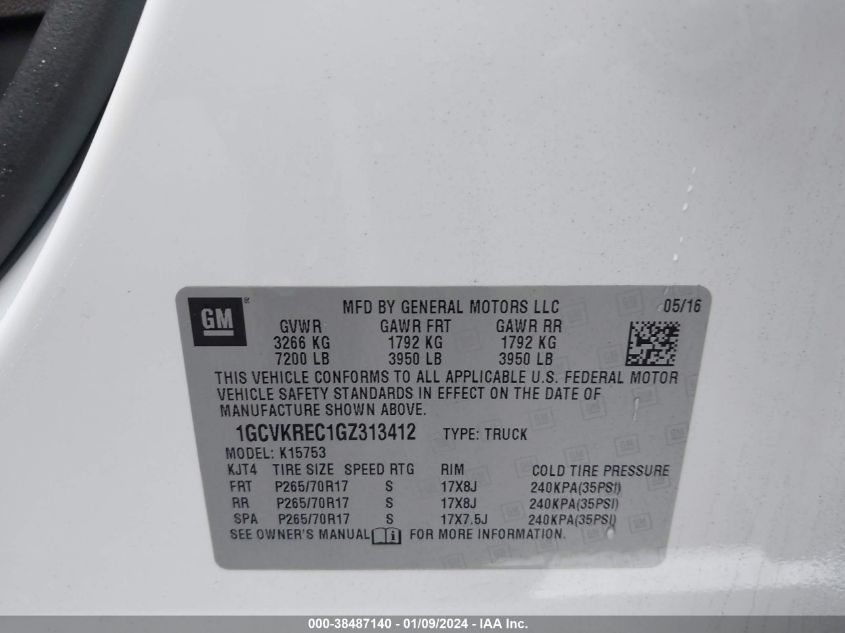 GM ®
MFD BY GENERAL MOTORS LLC 05/16
GVWR GAWR FRT GAWR RR
3266 KG 1792 KG 1792 KG
7200 LB 3950 LB 3950 LB
THIS VEHICLE CONFORMS TO ALL APPLICABLE U.S. FEDERAL MOTOR
VEHICLE SAFETY STANDARDS IN EFFECT ON THE DATE OF
MANUFACTURE SHOWN ABOVE.
1GCVKREC1GZ313412 TYPE: TRUCK
MODEL: K15753
KJT4 TIRE SIZE SPEED RTG RIM COLD TIRE PRESSURE
FRT P265/70R17 S 17X8J 240KPA(35PSI)
RR P265/70R17 S 17X8J 240KPA(35PSI)
SPA P265/70R17 S 17X7.5J 240KPA(35PSI)
SEE OWNER'S MANUAL FOR MORE INFORMATION.
000-38487140 - 01/09/2024 - IAA Inc.